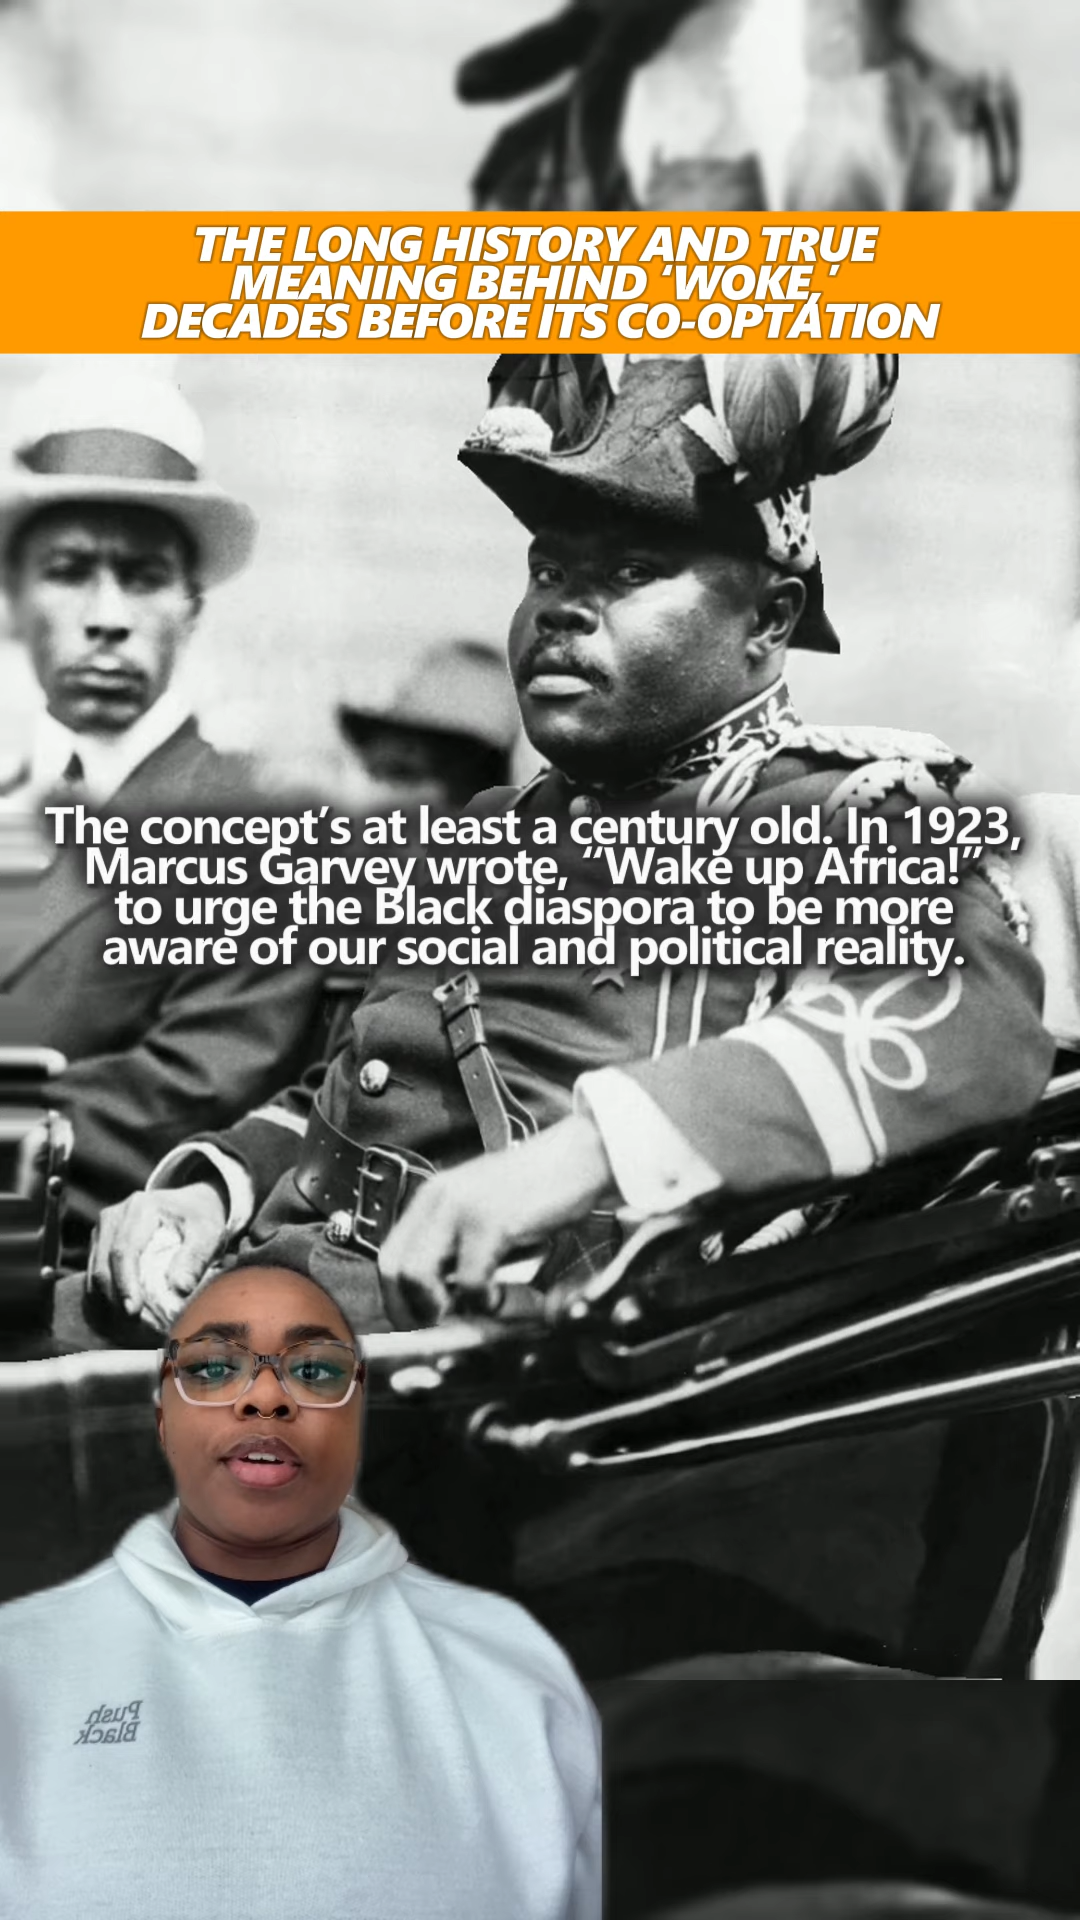 THE LONG HISTORY AND TRUE
MEANING BEHIND ‘WOKE,’
DECADES BEFORE ITS CO-OPTATION
The concept’s at least a century old. In 1923,
Marcus Garvey wrote, “Wake up Africa!”
to urge the Black diaspora to be more
aware of our social and political reality.
Push
Black